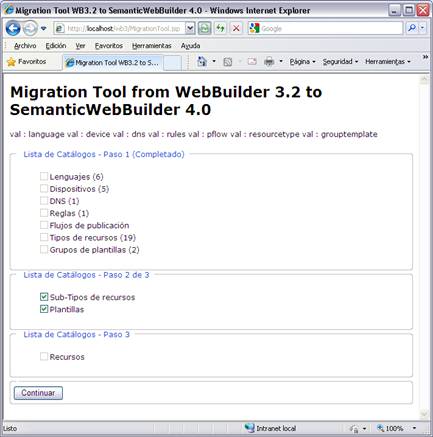 Migration Tool WB3.2 to SemanticWebBuilder 4.0 - Windows Internet Explorer
http://localhost/wb3/MigrationTool.jsp
Google
Archivo Edición Ver Favoritos Herramientas Ayuda
Favoritos Migration Tool WB3.2 to S... Página Seguridad Herramientas
Migration Tool from WebBuilder 3.2 to
SemanticWebBuilder 4.0
val : language val : device val : dns val : rules val : pflow val : resourcetype val : grouptemplate
Lista de Catálogos - Paso 1 (Completado)
Lenguajes (6)
Dispositivos (5)
DNS (1)
Reglas (1)
Flujos de publicación
Tipos de recursos (19)
Grupos de plantillas (2)
Lista de Catálogos - Paso 2 de 3
Sub-Tipos de recursos
Plantillas
Lista de Catálogos - Paso 3
Recursos
Continuar
Listo Intranet local 100%